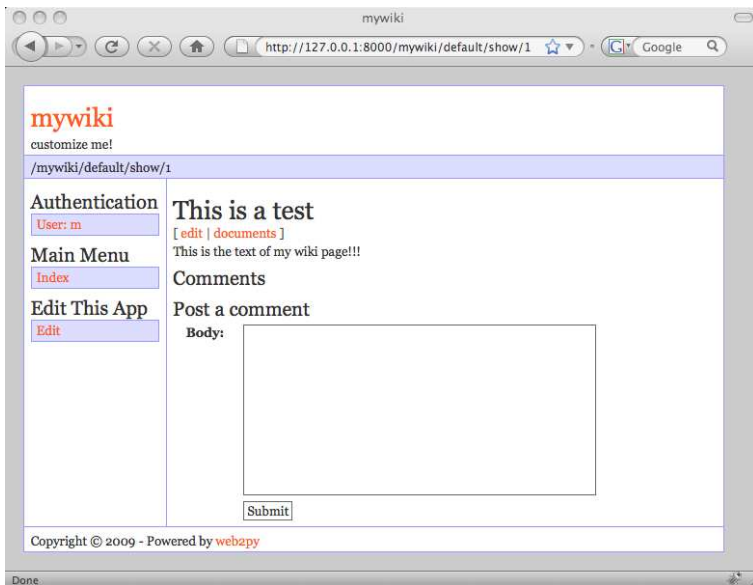 mywiki
http://127.0.0.1:8000/mywiki/default/show/1
Google
mywiki
customize me!
/mywiki/default/show/1
Authentication
User: m
Main Menu
Index
Edit This App
Edit
This is a test
[ edit | documents ]
This is the text of my wiki page!!!
Comments
Post a comment
Body:
Submit
Copyright © 2009 - Powered by web2py
Done